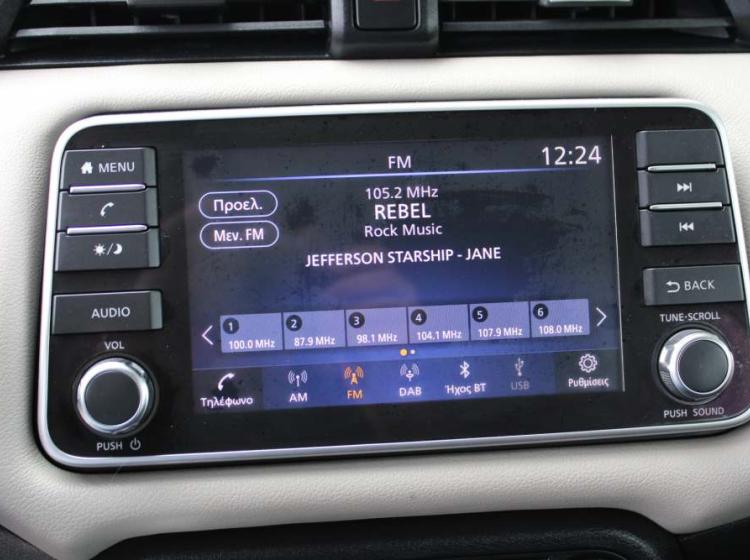 FM
12:24
105.2 MHz
Προελ.
REBEL
Μεν. FM
Rock Music
JEFFERSON STARSHIP - JANE
1 2 3 4 5 6
100.0 MHz 87.9 MHz 98.1 MHz 104.1 MHz 107.9 MHz 108.0 MHz
Τηλέφωνο AM FM DAB Ήχος BT USB Ρυθμίσεις
MENU
AUDIO
VOL
PUSH
BACK
TUNE-SCROLL
PUSH SOUND